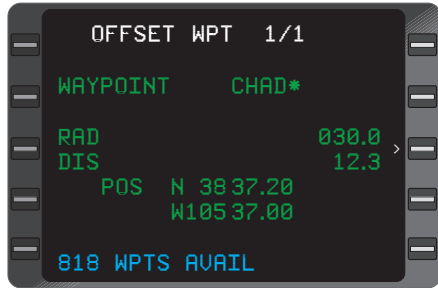 OFFSET WPT 1/1
WAYPOINT CHAD*
RAD 030.0
DIS 12.3 >
POS N 38 37.20
W105 37.00
818 WPTS AVAIL